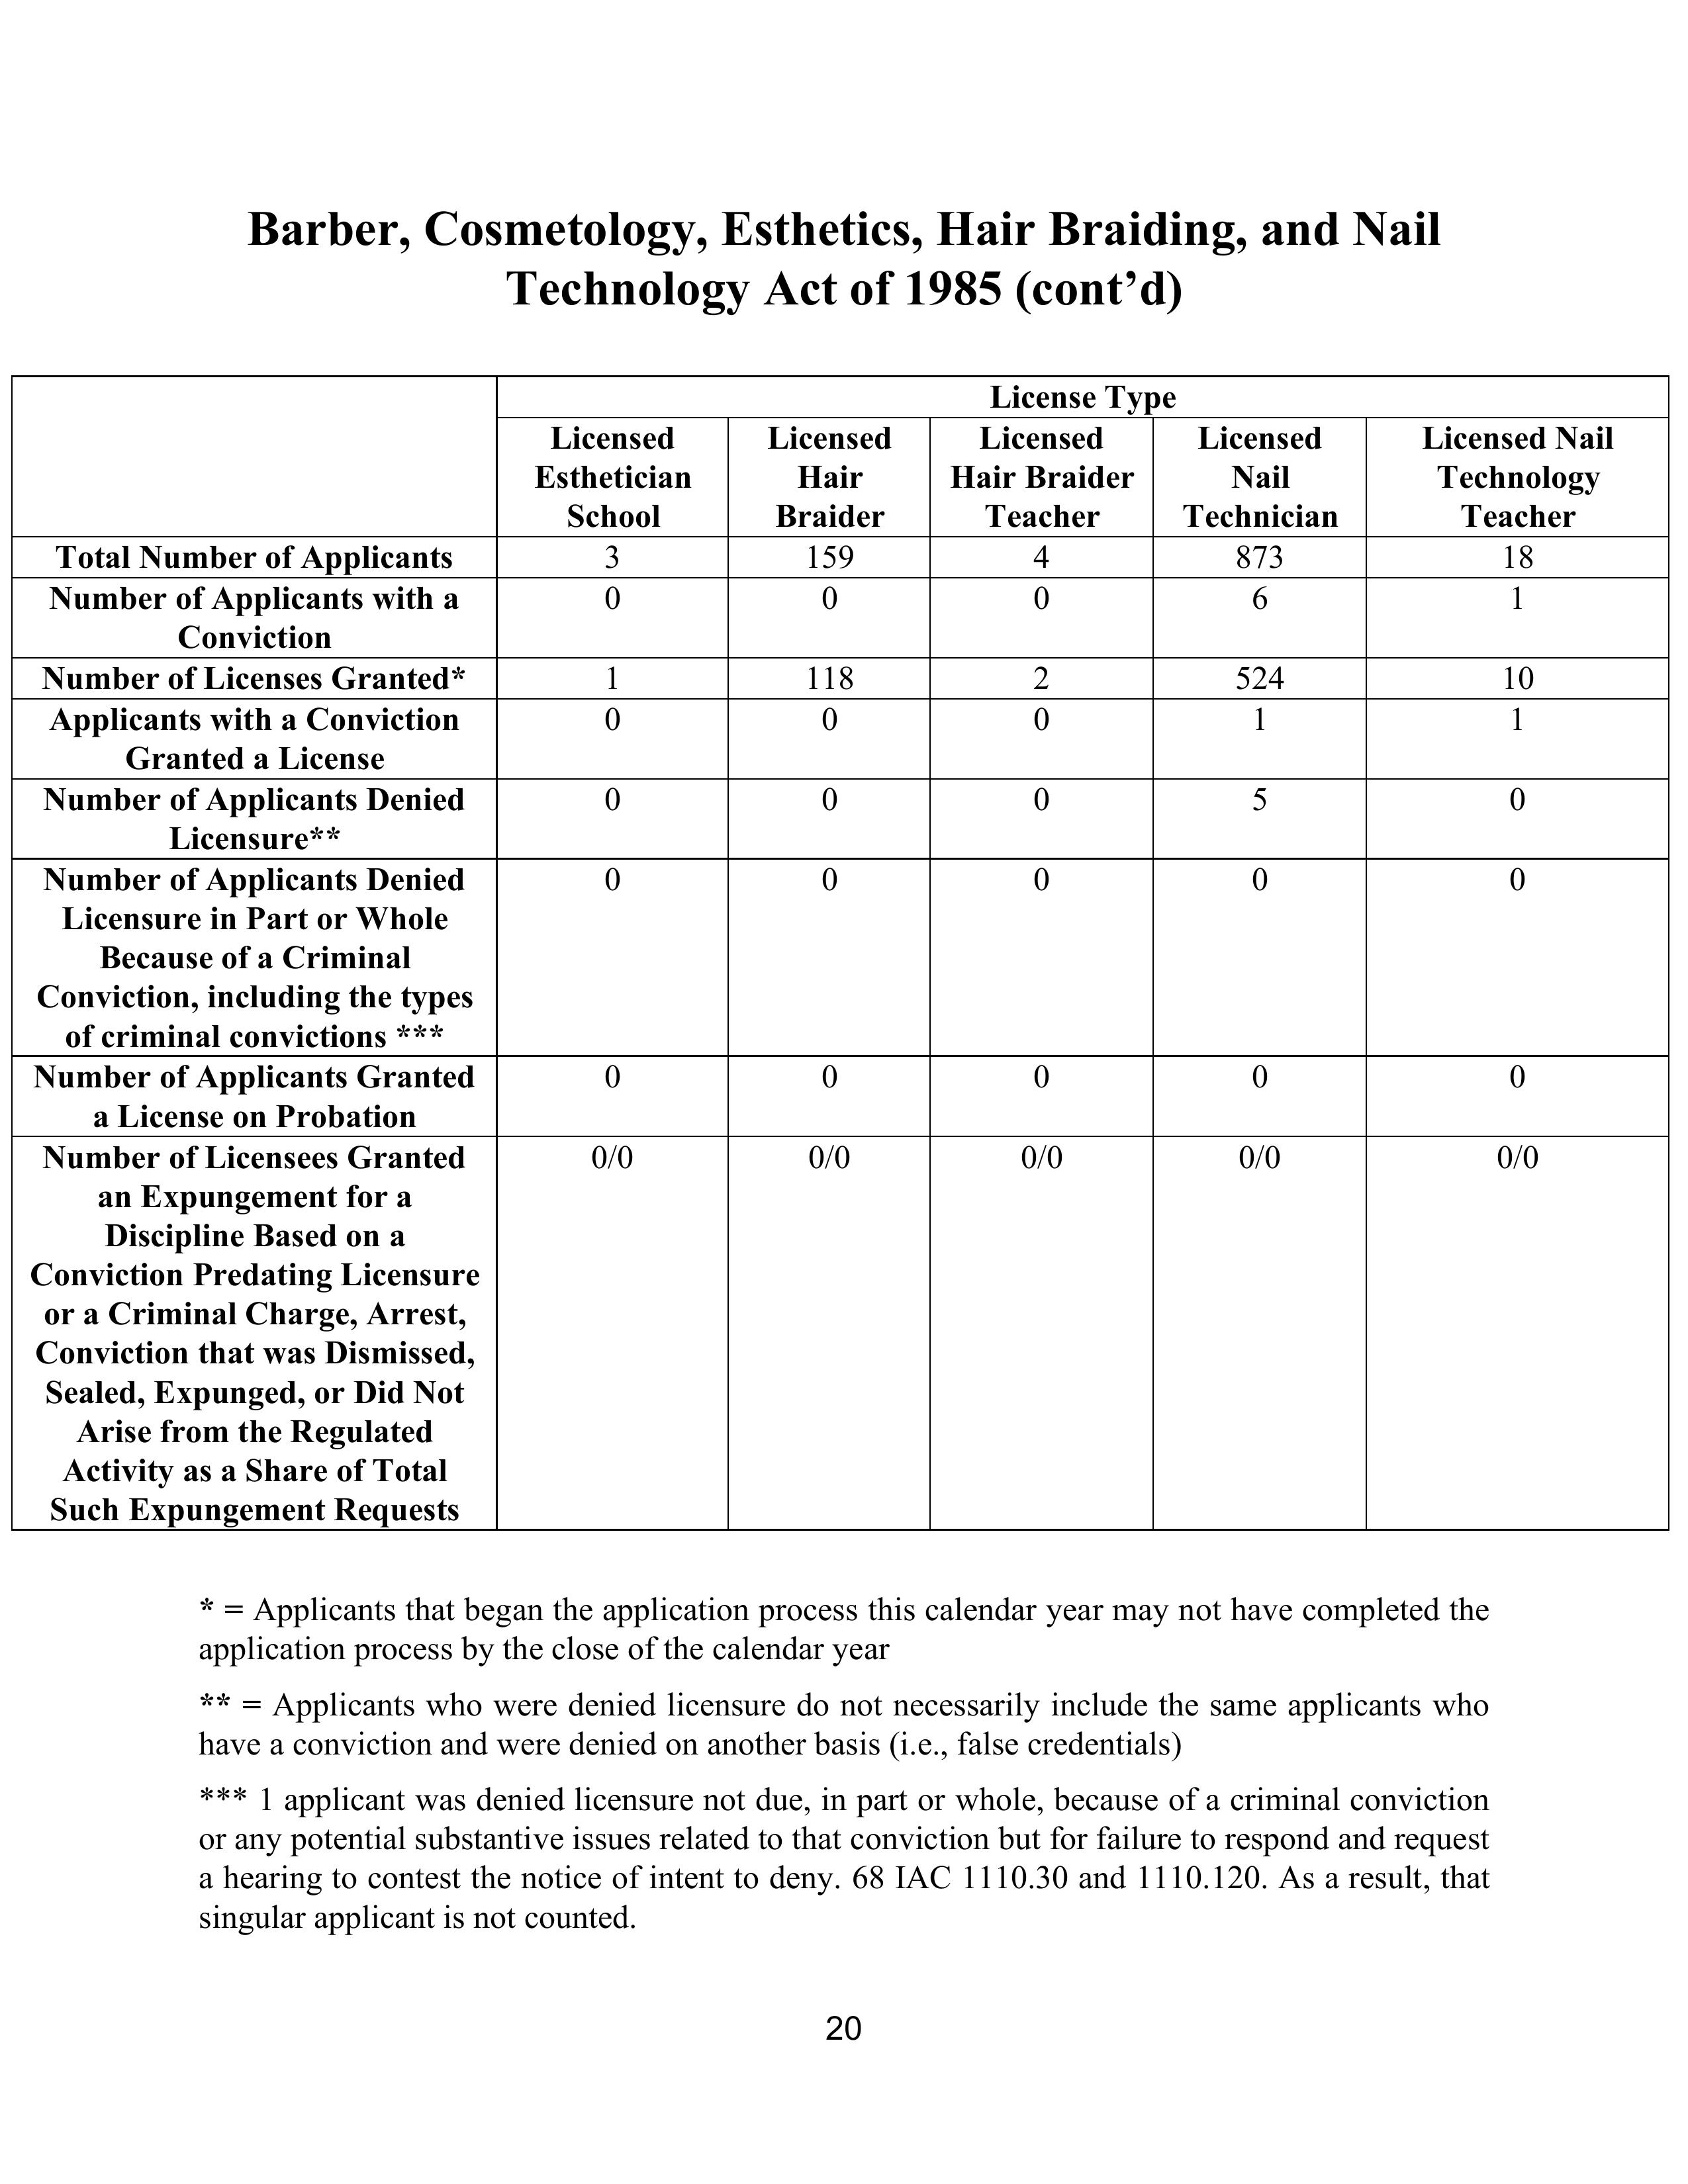 Barber, Cosmetology, Esthetics, Hair Braiding, and Nail
Technology Act of 1985 (cont’d)
License Type
Licensed Esthetician School
Licensed Hair Braider
Licensed Hair Braider Teacher
Licensed Nail Technician
Licensed Nail Technology Teacher
Total Number of Applicants 3 159 4 873 18
Number of Applicants with a Conviction 0 0 0 6 1
Number of Licenses Granted* 1 118 2 524 10
Applicants with a Conviction Granted a License 0 0 0 1 1
Number of Applicants Denied Licensure** 0 0 0 5 0
Number of Applicants Denied Licensure in Part or Whole Because of a Criminal Conviction, including the types of criminal convictions *** 0 0 0 0 0
Number of Applicants Granted a License on Probation 0 0 0 0 0
Number of Licensees Granted an Expungement for a Discipline Based on a Conviction Predating Licensure or a Criminal Charge, Arrest, Conviction that was Dismissed, Sealed, Expunged, or Did Not Arise from the Regulated Activity as a Share of Total Such Expungement Requests 0/0 0/0 0/0 0/0 0/0
* = Applicants that began the application process this calendar year may not have completed the
application process by the close of the calendar year
** = Applicants who were denied licensure do not necessarily include the same applicants who
have a conviction and were denied on another basis (i.e., false credentials)
*** 1 applicant was denied licensure not due, in part or whole, because of a criminal conviction
or any potential substantive issues related to that conviction but for failure to respond and request
a hearing to contest the notice of intent to deny. 68 IAC 1110.30 and 1110.120. As a result, that
singular applicant is not counted.
20